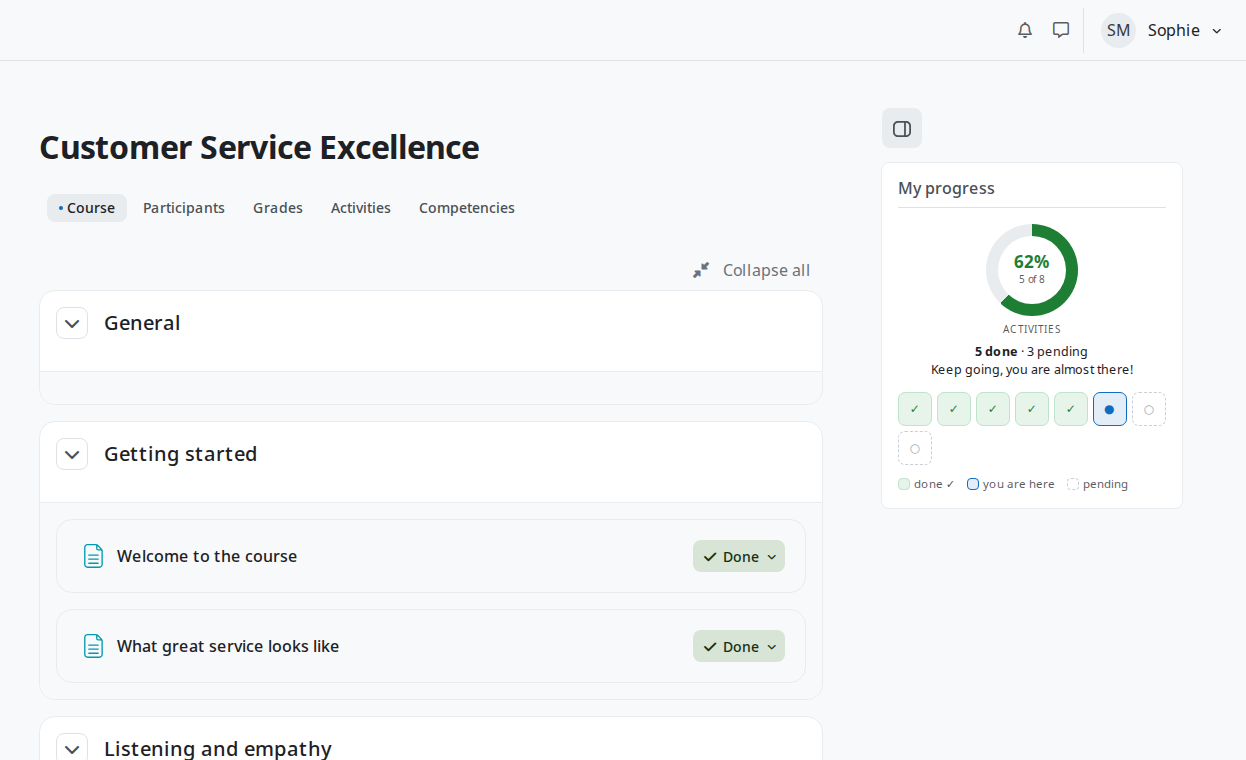 SM Sophie
Customer Service Excellence
Course Participants Grades Activities Competencies
Collapse all
General
Getting started
Welcome to the course
Done
What great service looks like
Done
Listening and empathy
My progress
62%
5 of 8
ACTIVITIES
5 done · 3 pending
Keep going, you are almost there!
✓ ✓ ✓ ✓ ✓
done ✓ you are here pending